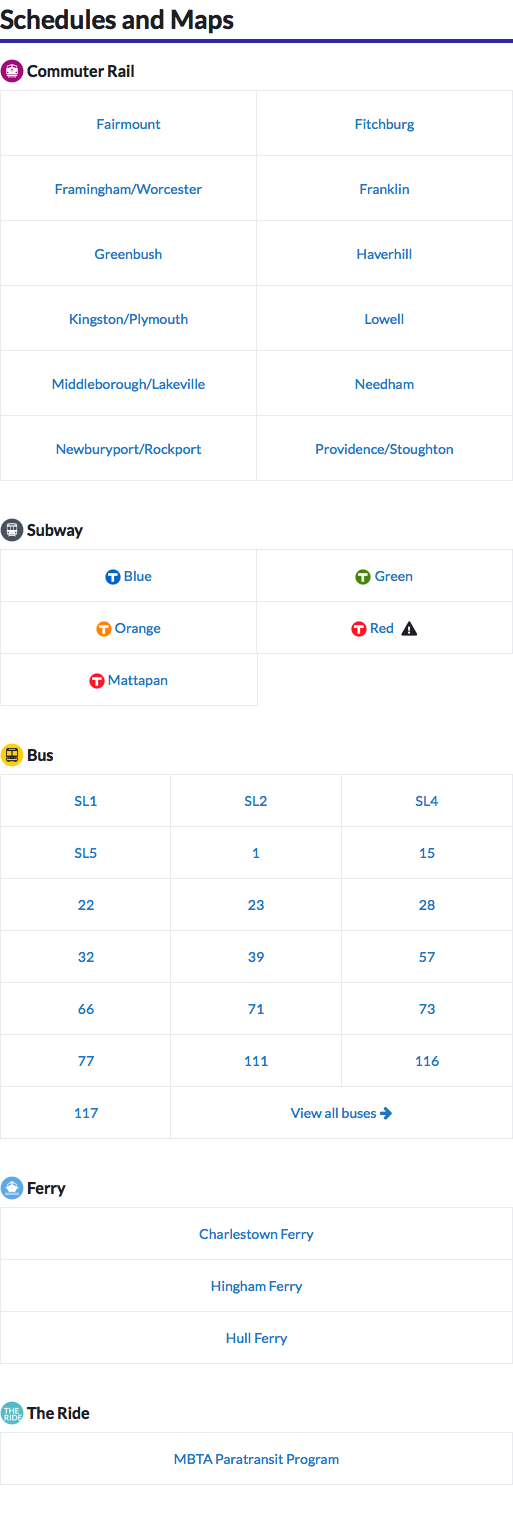 Schedules and Maps
Commuter Rail
Fairmount Fitchburg
Framingham/Worcester Franklin
Greenbush Haverhill
Kingston/Plymouth Lowell
Middleborough/Lakeville Needham
Newburyport/Rockport Providence/Stoughton
Subway
T Blue T Green
T Orange T Red
T Mattapan
Bus
SL1 SL2 SL4
SL5 1 15
22 23 28
32 39 57
66 71 73
77 111 116
117 View all buses
Ferry
Charlestown Ferry
Hingham Ferry
Hull Ferry
THE RIDE The Ride
MBTA Paratransit Program